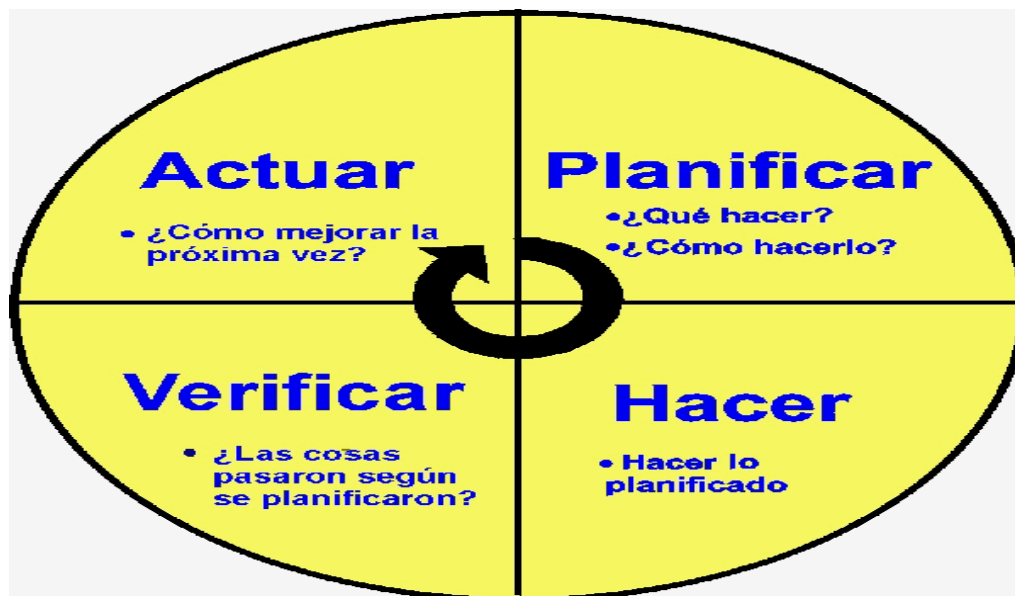 Actuar
• ¿Cómo mejorar la
próxima vez?
Planificar
•¿Qué hacer?
•¿Cómo hacerlo?
Verificar
• ¿Las cosas
pasaron según
se planificaron?
Hacer
• Hacer lo
planificado